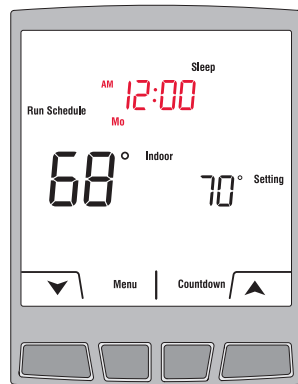 Sleep
AM 12:00
Run Schedule
Mo
68° Indoor
70° Setting
Menu Countdown